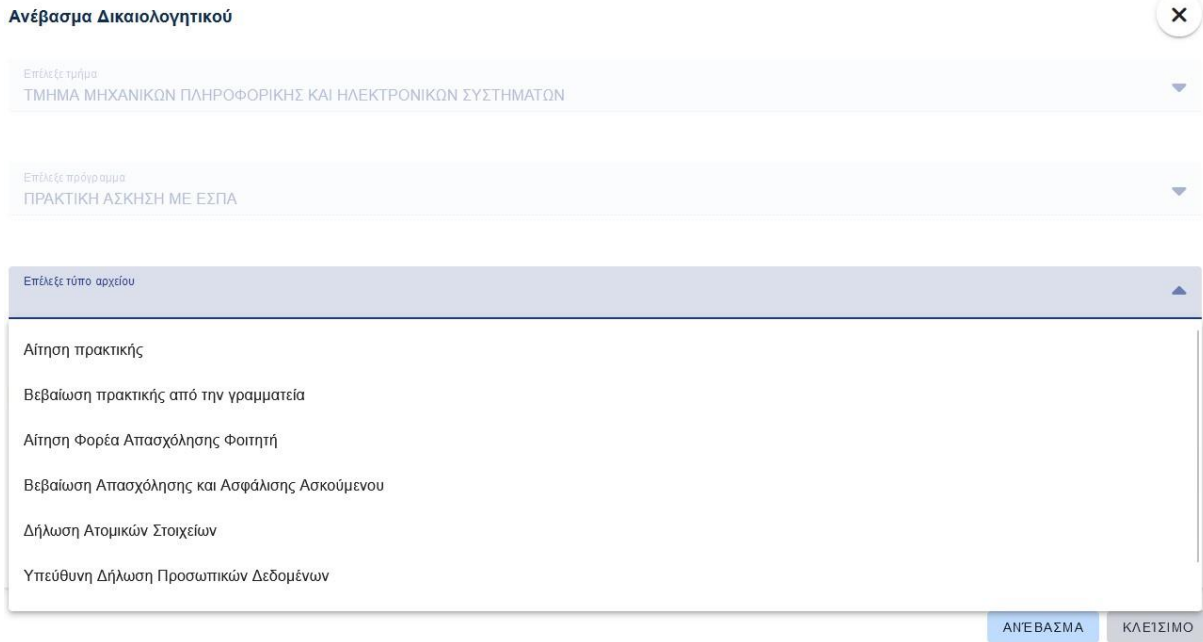 Ανέβασμα Δικαιολογητικού
Επέλεξε τμήμα
ΤΜΗΜΑ ΜΗΧΑΝΙΚΩΝ ΠΛΗΡΟΦΟΡΙΚΗΣ ΚΑΙ ΗΛΕΚΤΡΟΝΙΚΩΝ ΣΥΣΤΗΜΑΤΩΝ
Επέλεξε πρόγραμμα
ΠΡΑΚΤΙΚΗ ΑΣΚΗΣΗ ΜΕ ΕΣΠΑ
Επέλεξε τύπο αρχείου
Αίτηση πρακτικής
Βεβαίωση πρακτικής από την γραμματεία
Αίτηση Φορέα Απασχόλησης Φοιτητή
Βεβαίωση Απασχόλησης και Ασφάλισης Ασκούμενου
Δήλωση Ατομικών Στοιχείων
Υπεύθυνη Δήλωση Προσωπικών Δεδομένων
ΑΝΈΒΑΣΜΑ ΚΛΕΊΣΙΜΟ